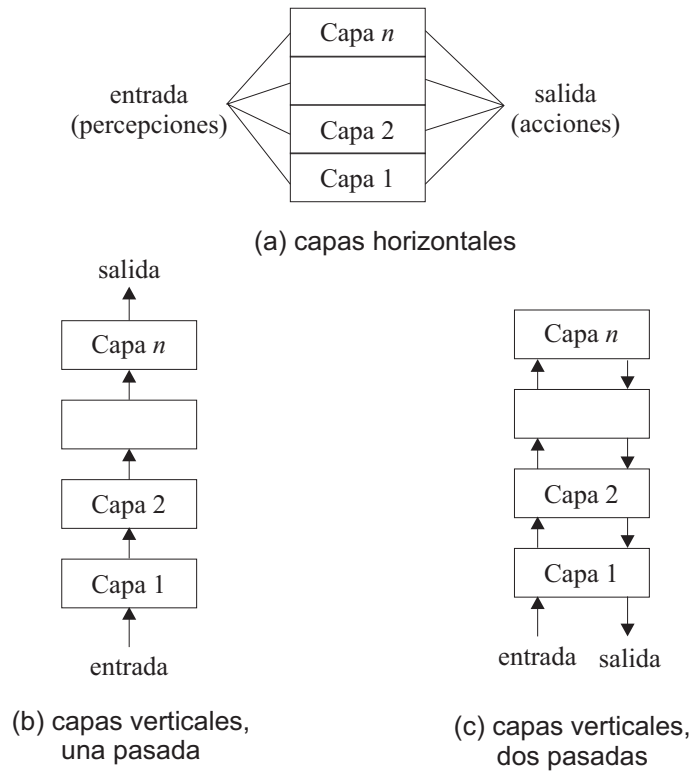 Capa n
entrada
(percepciones)
salida
(acciones)
Capa 2
Capa 1
(a) capas horizontales
salida
Capa n
Capa 2
Capa 1
entrada
(b) capas verticales,
una pasada
Capa n
Capa 2
Capa 1
entrada salida
(c) capas verticales,
dos pasadas